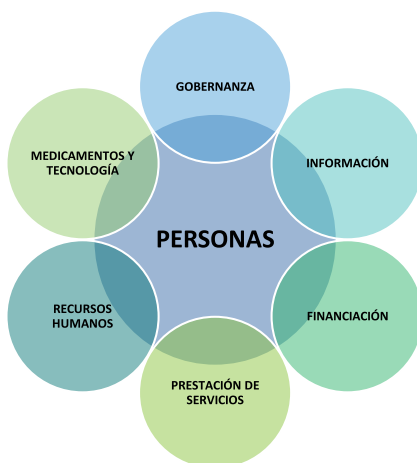 GOBERNANZA
MEDICAMENTOS Y
TECNOLOGÍA
INFORMACIÓN
PERSONAS
RECURSOS
HUMANOS
FINANCIACIÓN
PRESTACIÓN DE
SERVICIOS